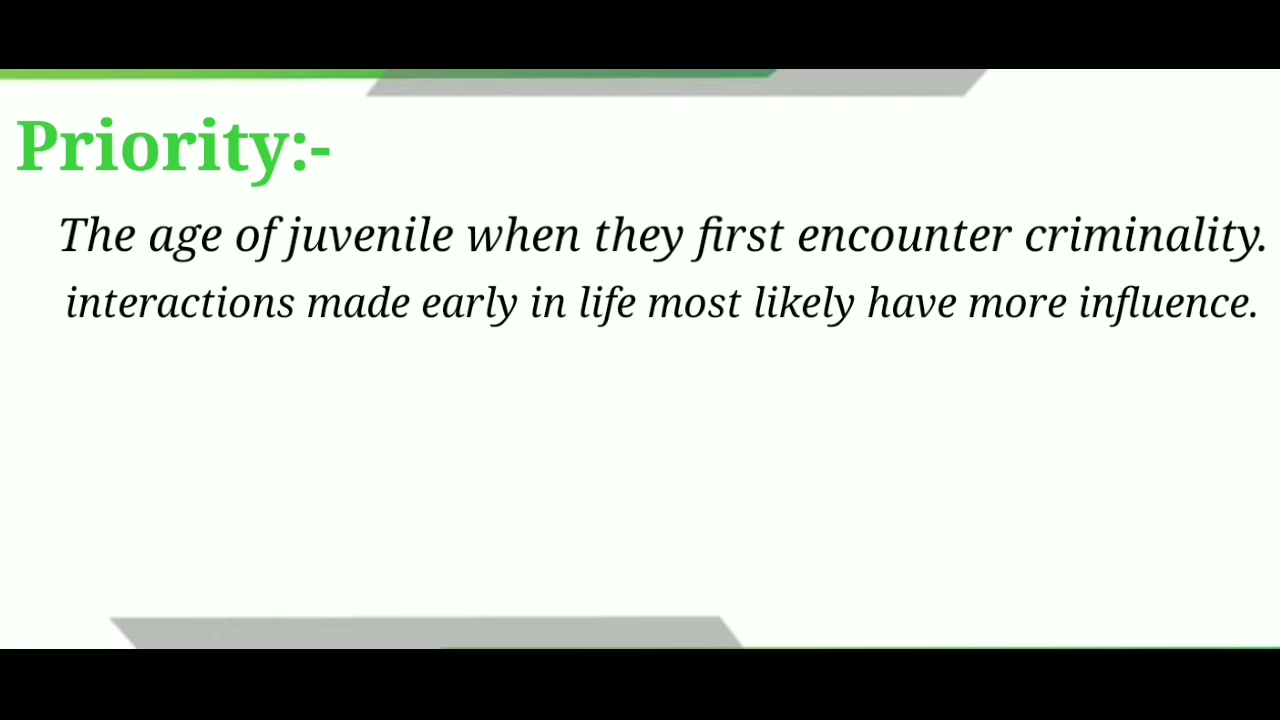 Priority:-
The age of juvenile when they first encounter criminality.
interactions made early in life most likely have more influence.